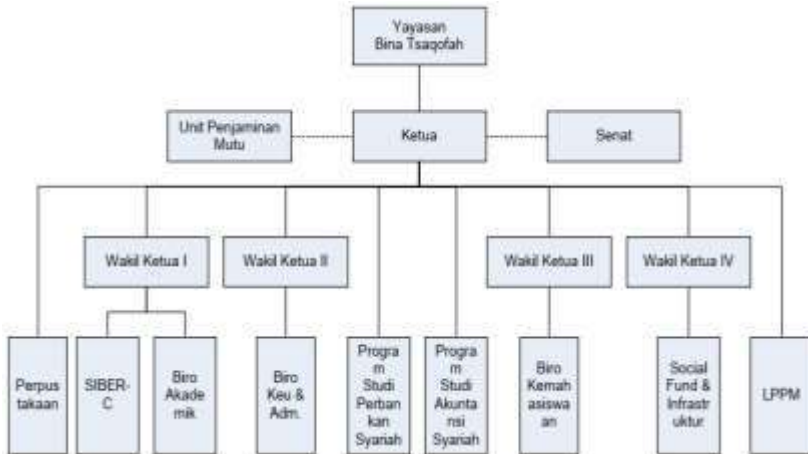 Yayasan
Bina Tsaqofah
Unit Penjaminan
Mutu
Ketua
Senat
Wakil Ketua I
Wakil Ketua II
Wakil Ketua III
Wakil Ketua IV
Perpus
takaan
SIBER-
C
Biro
Akade
mik
Biro
Keu &
Adm.
Progra
m
Studi
Perban
kan
Syariah
Progra
m
Studi
Akunta
nsi
Syariah
Biro
Kemah
asiswa
an
Social
Fund &
Infrastr
uktur
LPPM